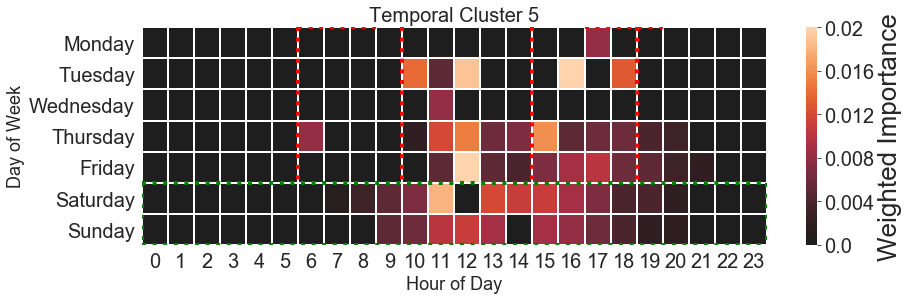 Temporal Cluster 5
Day of Week
Monday
Tuesday
Wednesday
Thursday
Friday
Saturday
Sunday
0 1 2 3 4 5 6 7 8 9 10 11 12 13 14 15 16 17 18 19 20 21 22 23
Hour of Day
0.02
0.016
0.012
0.008
0.004
0.0
Weighted Importance